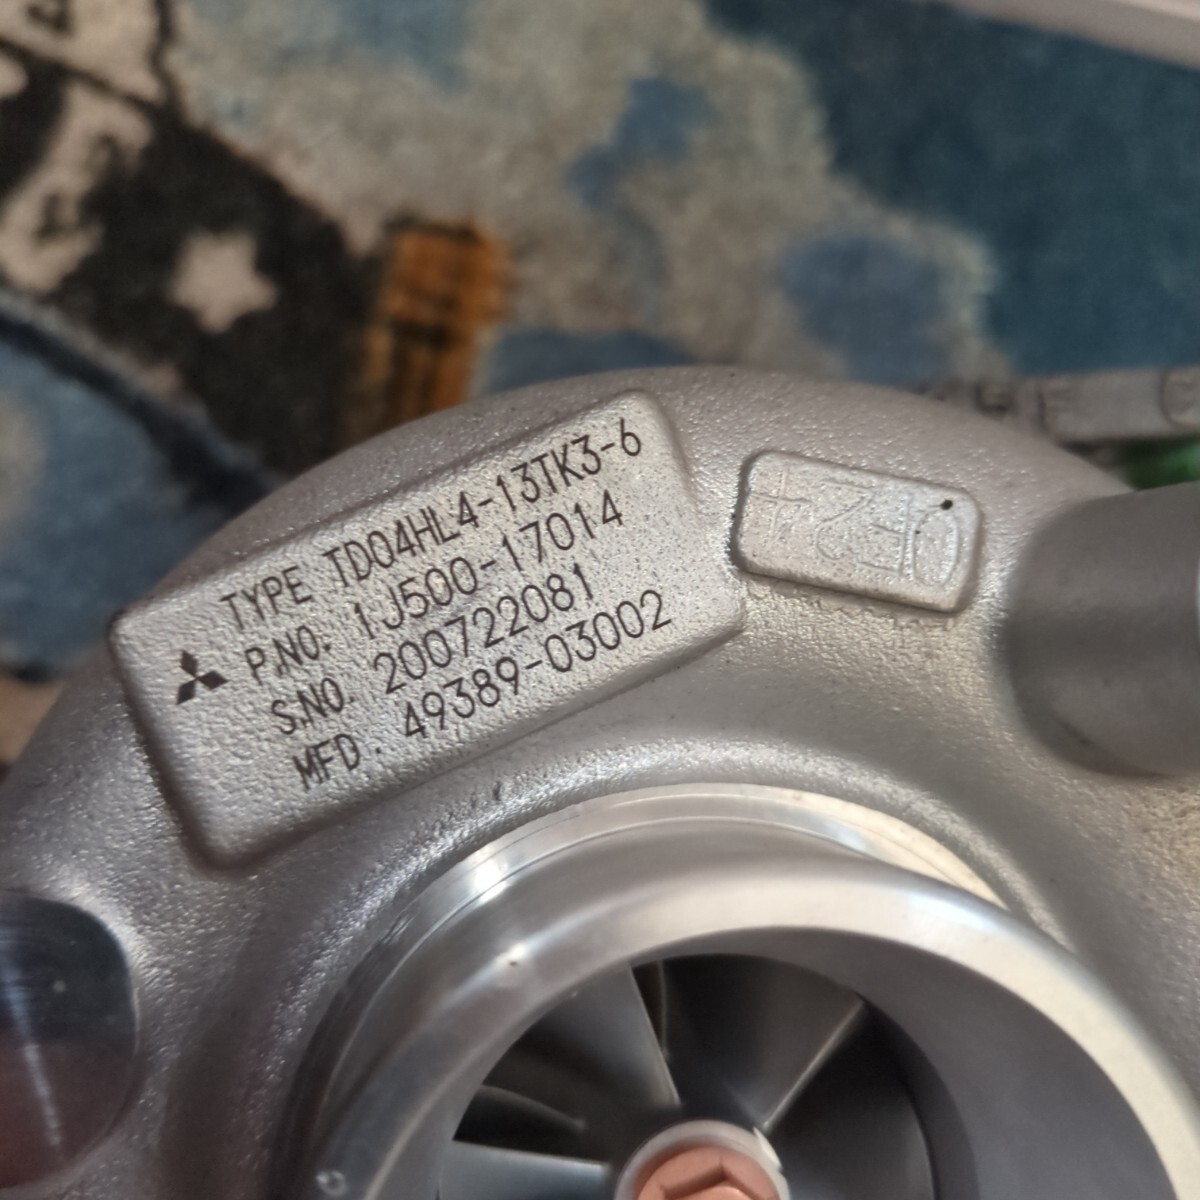 TYPE TD04HL4-13TK3-6
P.NO. 1J500-17014
S.NO. 200722081
MFD. 49389-03002